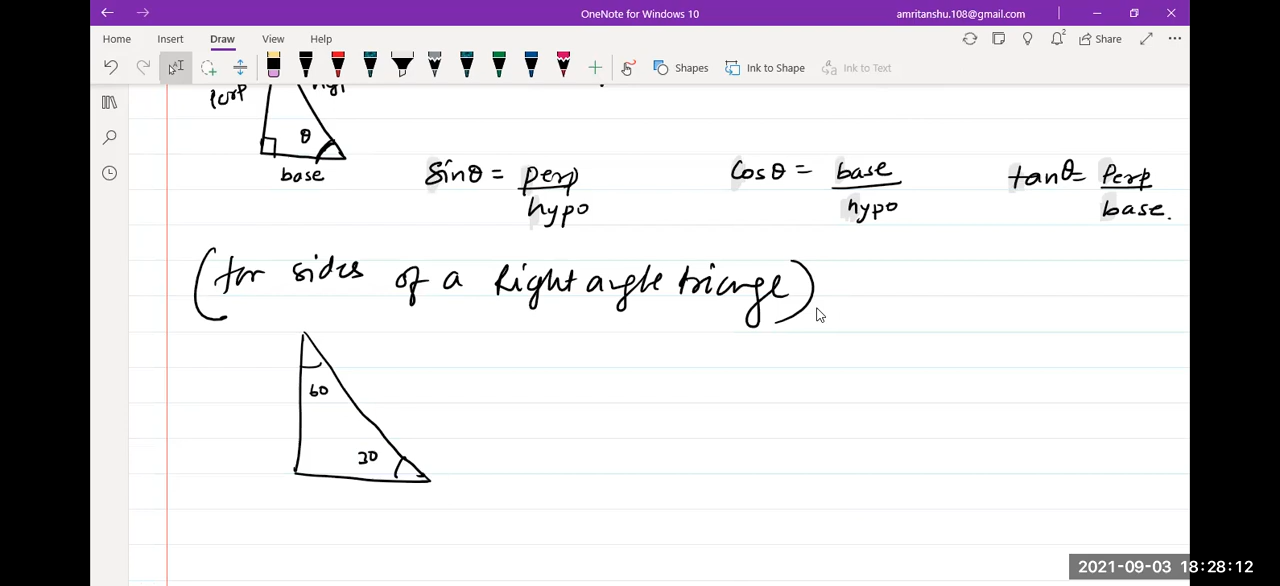 OneNote for Windows 10
amritanshu.108@gmail.com
Home Insert Draw View Help
Share
Shapes Ink to Shape Ink to Text
Perp
θ
base
Sinθ = perp / hypo
Cosθ = base / hypo
tanθ = Perp / base.
(for sides of a Right angle triange)
60
30
2021-09-03 18:28:12